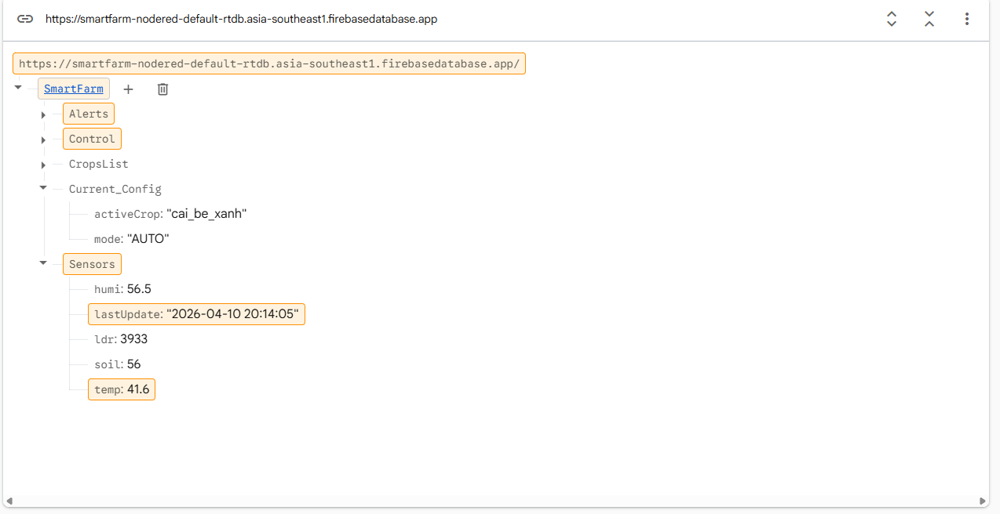 https://smartfarm-nodered-default-rtdb.asia-southeast1.firebasedatabase.app
https://smartfarm-nodered-default-rtdb.asia-southeast1.firebasedatabase.app/
SmartFarm
Alerts
Control
CropsList
Current_Config
activeCrop: "cai_be_xanh"
mode: "AUTO"
Sensors
humi: 56.5
lastUpdate: "2026-04-10 20:14:05"
ldr: 3933
soil: 56
temp: 41.6